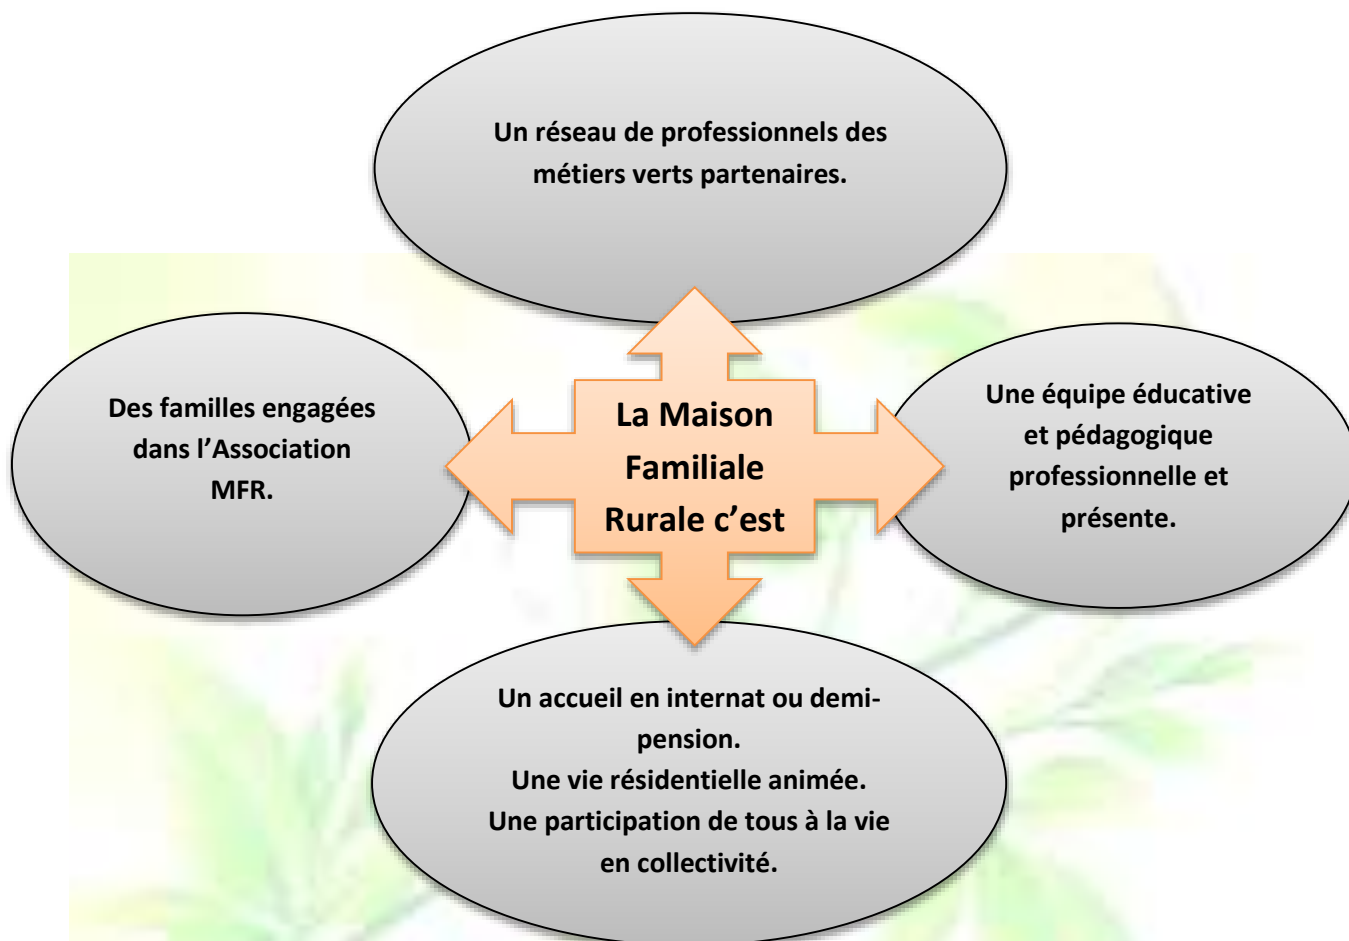 Un réseau de professionnels des
métiers verts partenaires.
Des familles engagées
dans l’Association
MFR.
La Maison
Familiale
Rurale c’est
Une équipe éducative
et pédagogique
professionnelle et
présente.
Un accueil en internat ou demi-
pension.
Une vie résidentielle animée.
Une participation de tous à la vie
en collectivité.